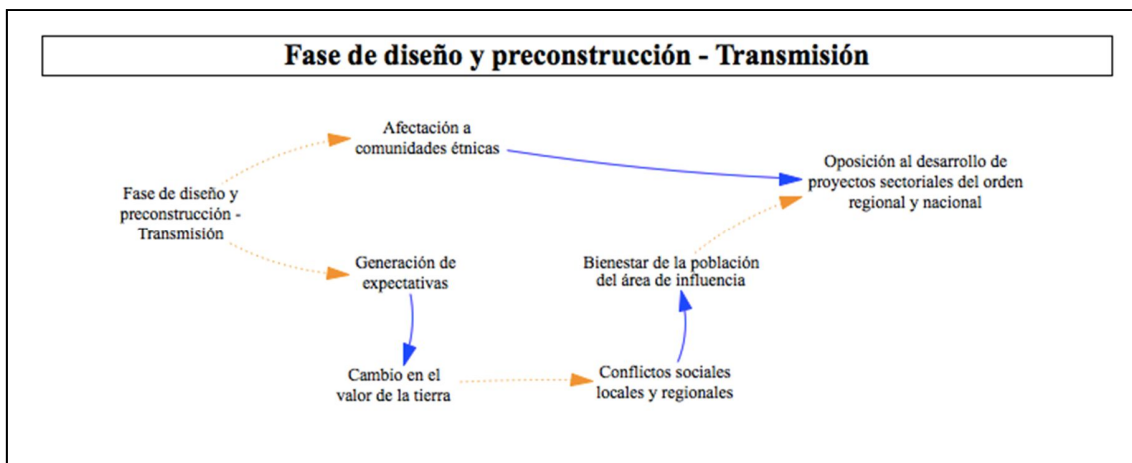 Fase de diseño y preconstrucción - Transmisión
Afectación a
comunidades étnicas
Oposición al desarrollo de
proyectos sectoriales del orden
regional y nacional
Fase de diseño y
preconstrucción -
Transmisión
Generación de
expectativas
Bienestar de la población
del área de influencia
Cambio en el
valor de la tierra
Conflictos sociales
locales y regionales